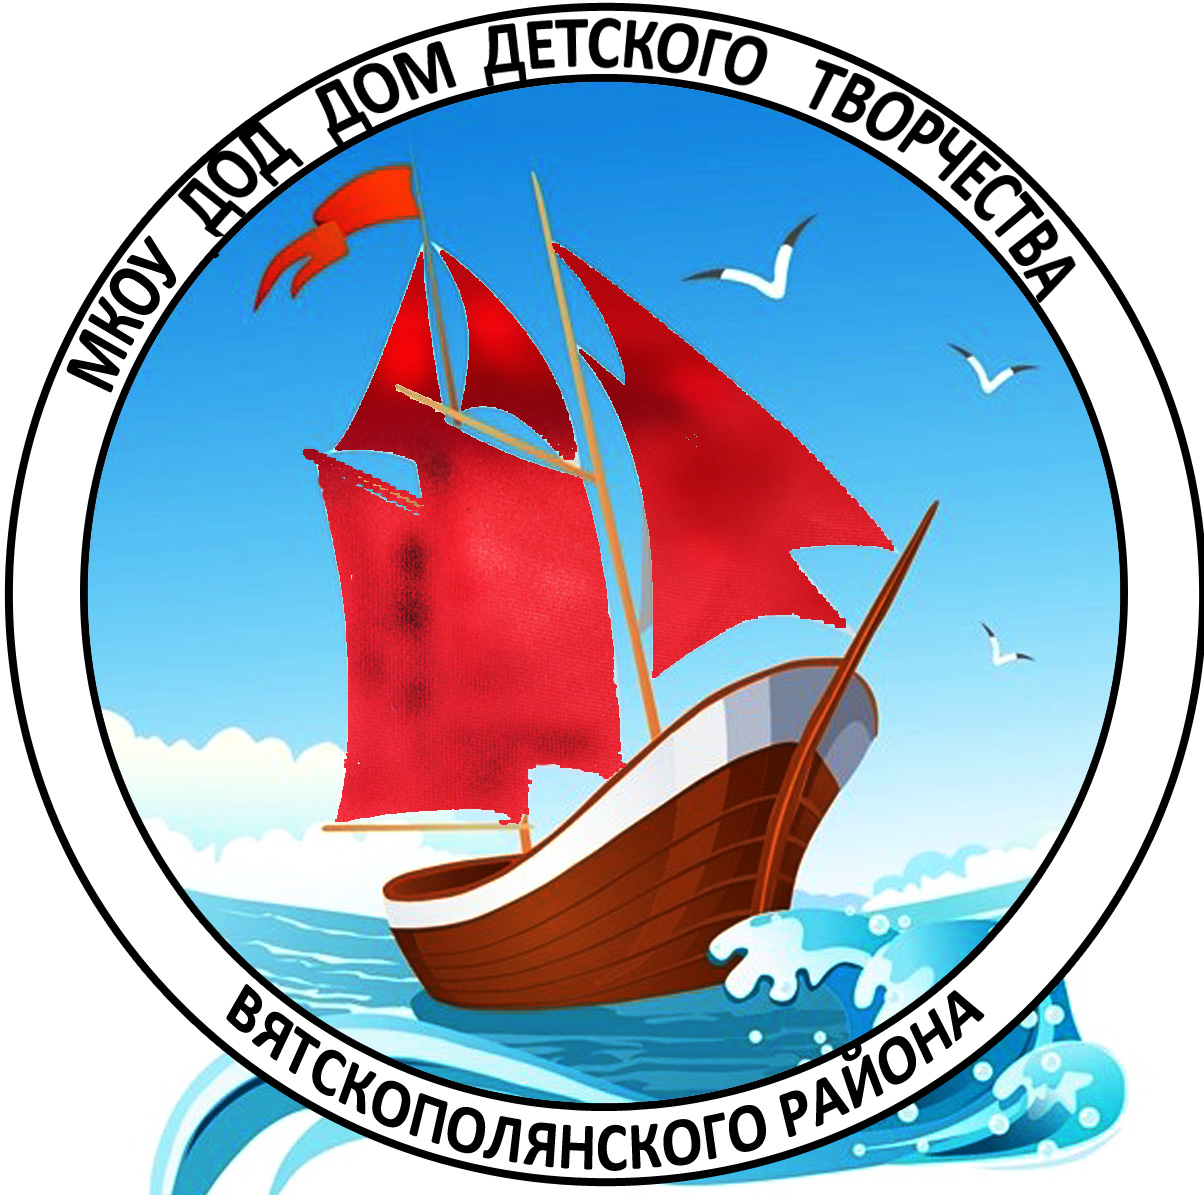 МКОУ ДОД ДОМ ДЕТСКОГО ТВОРЧЕСТВА
ВЯТСКОПОЛЯНСКОГО РАЙОНА